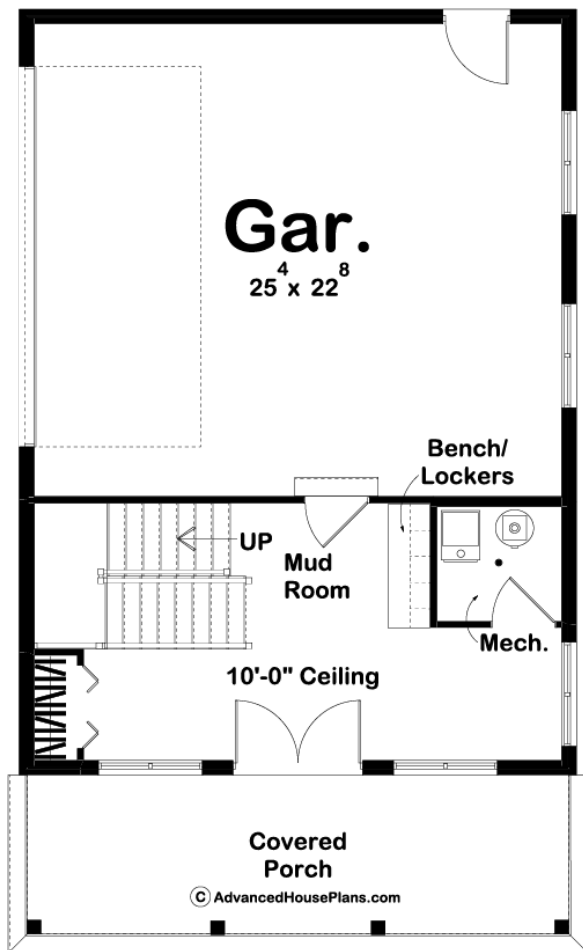 Gar.
25⁴ x 22⁸
Bench/
Lockers
UP
Mud
Room
Mech.
10'-0" Ceiling
Covered
Porch
© AdvancedHousePlans.com